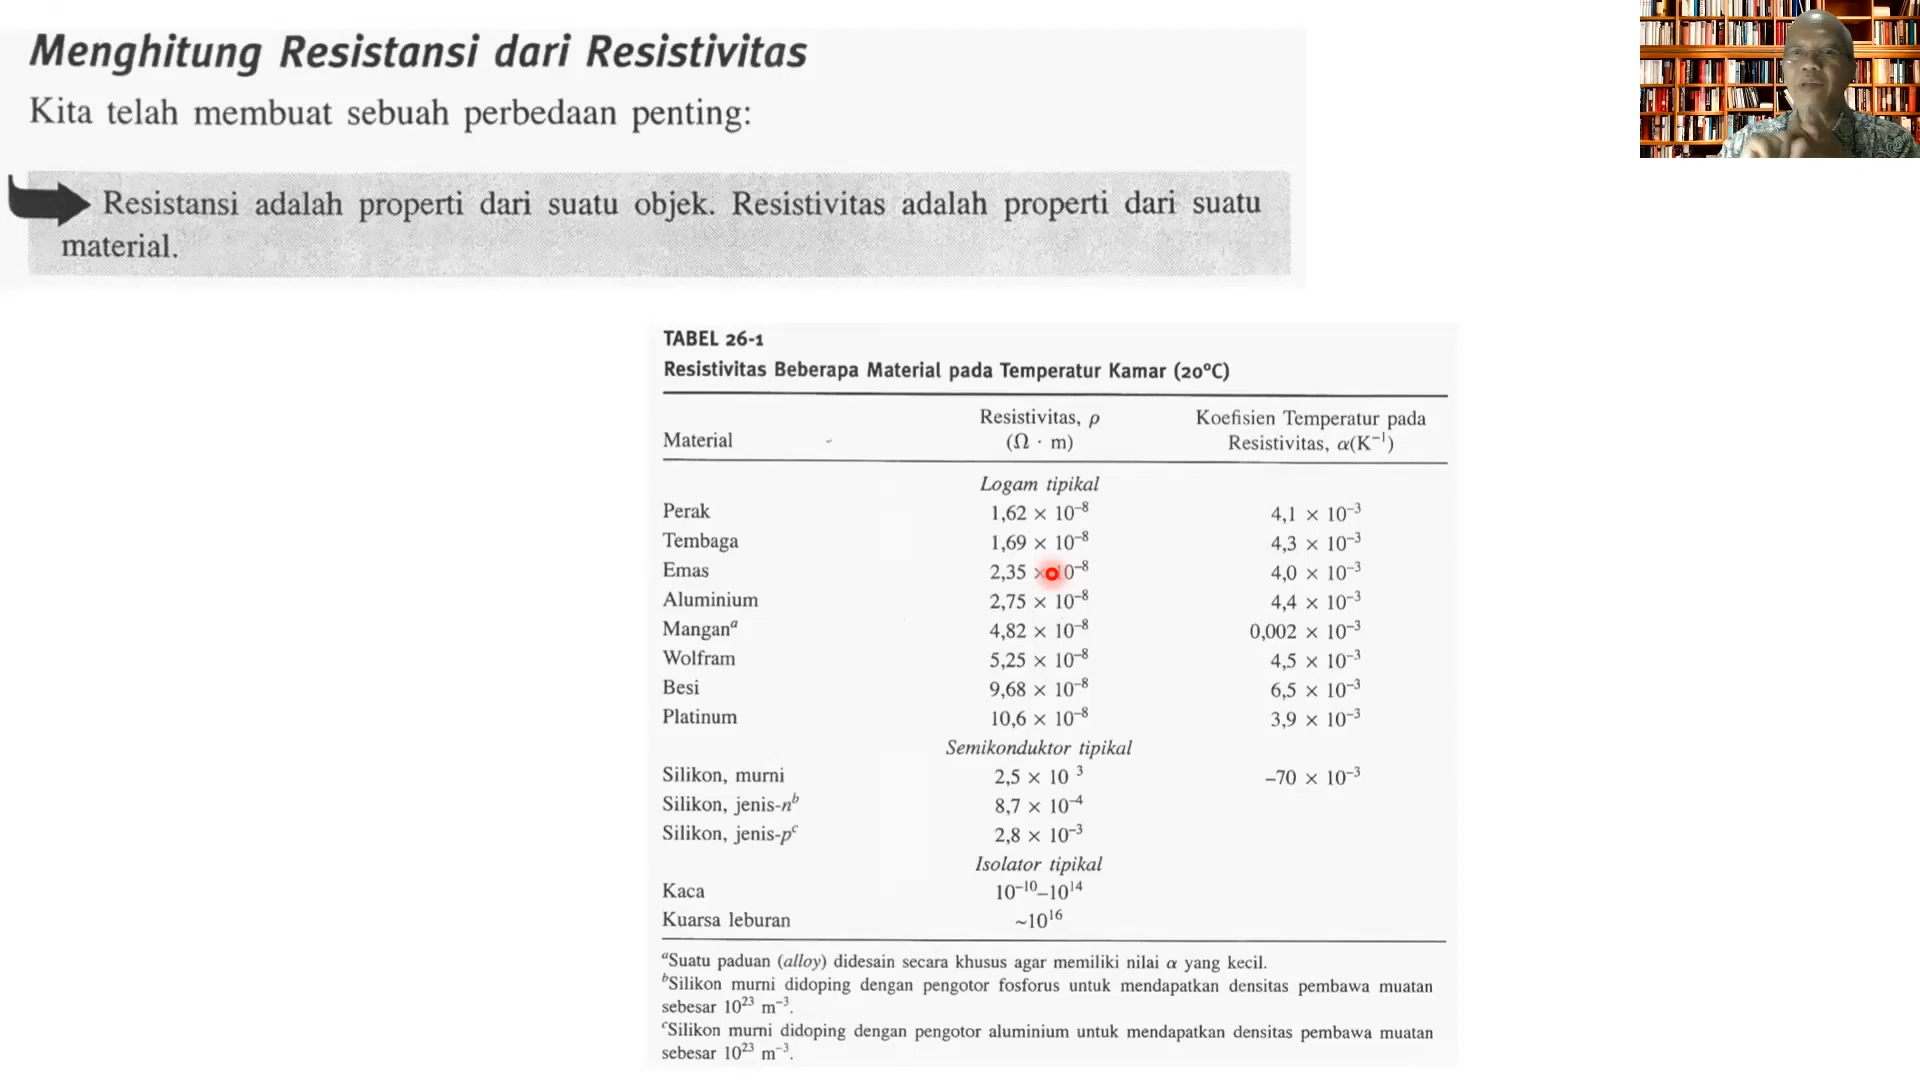 Menghitung Resistansi dari Resistivitas
Kita telah membuat sebuah perbedaan penting:
Resistansi adalah properti dari suatu objek. Resistivitas adalah properti dari suatu
material.
TABEL 26-1
Resistivitas Beberapa Material pada Temperatur Kamar (20°C)
Material Resistivitas, ρ (Ω · m) Koefisien Temperatur pada Resistivitas, α(K⁻¹)
Logam tipikal
Perak 1,62 × 10⁻⁸ 4,1 × 10⁻³
Tembaga 1,69 × 10⁻⁸ 4,3 × 10⁻³
Emas 2,35 × 10⁻⁸ 4,0 × 10⁻³
Aluminium 2,75 × 10⁻⁸ 4,4 × 10⁻³
Manganᵃ 4,82 × 10⁻⁸ 0,002 × 10⁻³
Wolfram 5,25 × 10⁻⁸ 4,5 × 10⁻³
Besi 9,68 × 10⁻⁸ 6,5 × 10⁻³
Platinum 10,6 × 10⁻⁸ 3,9 × 10⁻³
Semikonduktor tipikal
Silikon, murni 2,5 × 10 ³ –70 × 10⁻³
Silikon, jenis-nᵇ 8,7 × 10⁻⁴
Silikon, jenis-pᶜ 2,8 × 10⁻³
Isolator tipikal
Kaca 10⁻¹⁰–10¹⁴
Kuarsa leburan ~10¹⁶
ᵃSuatu paduan (alloy) didesain secara khusus agar memiliki nilai α yang kecil.
ᵇSilikon murni didoping dengan pengotor fosforus untuk mendapatkan densitas pembawa muatan
sebesar 10²³ m⁻³.
ᶜSilikon murni didoping dengan pengotor aluminium untuk mendapatkan densitas pembawa muatan
sebesar 10²³ m⁻³.